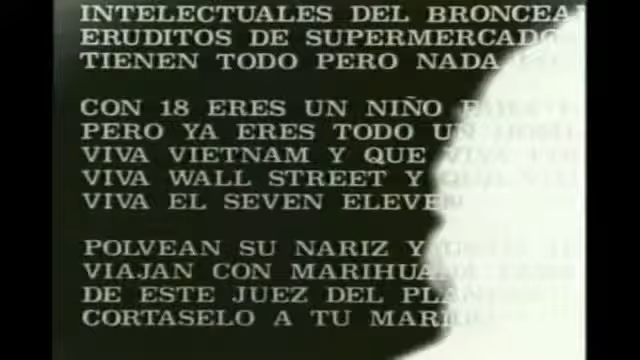 INTELECTUALES DEL BRONCEA
ERUDITOS DE SUPERMERCADO
TIENEN TODO PERO NADA
CON 18 ERES UN NIÑO
PERO YA ERES TODO UN
VIVA VIETNAM Y QUE VIVA
VIVA WALL STREET Y QUE
VIVA EL SEVEN ELEVEN
POLVEAN SU NARIZ Y
VIAJAN CON MARIHUANA
DE ESTE JUEZ DEL
CORTASELO A TU